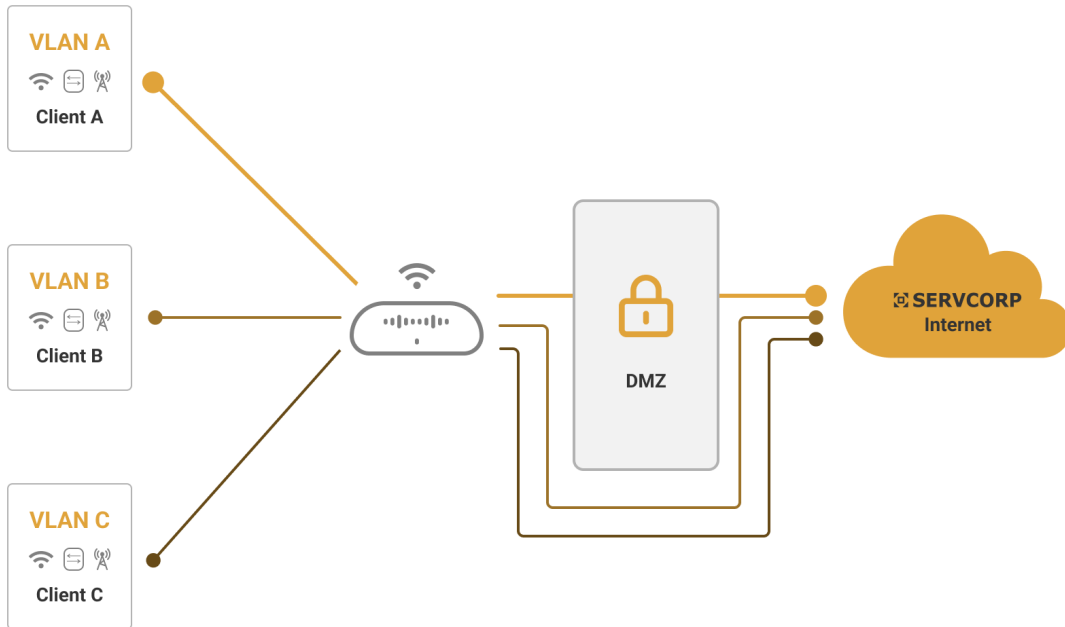 VLAN A
Client A
VLAN B
Client B
DMZ
SERVCORP
Internet
VLAN C
Client C